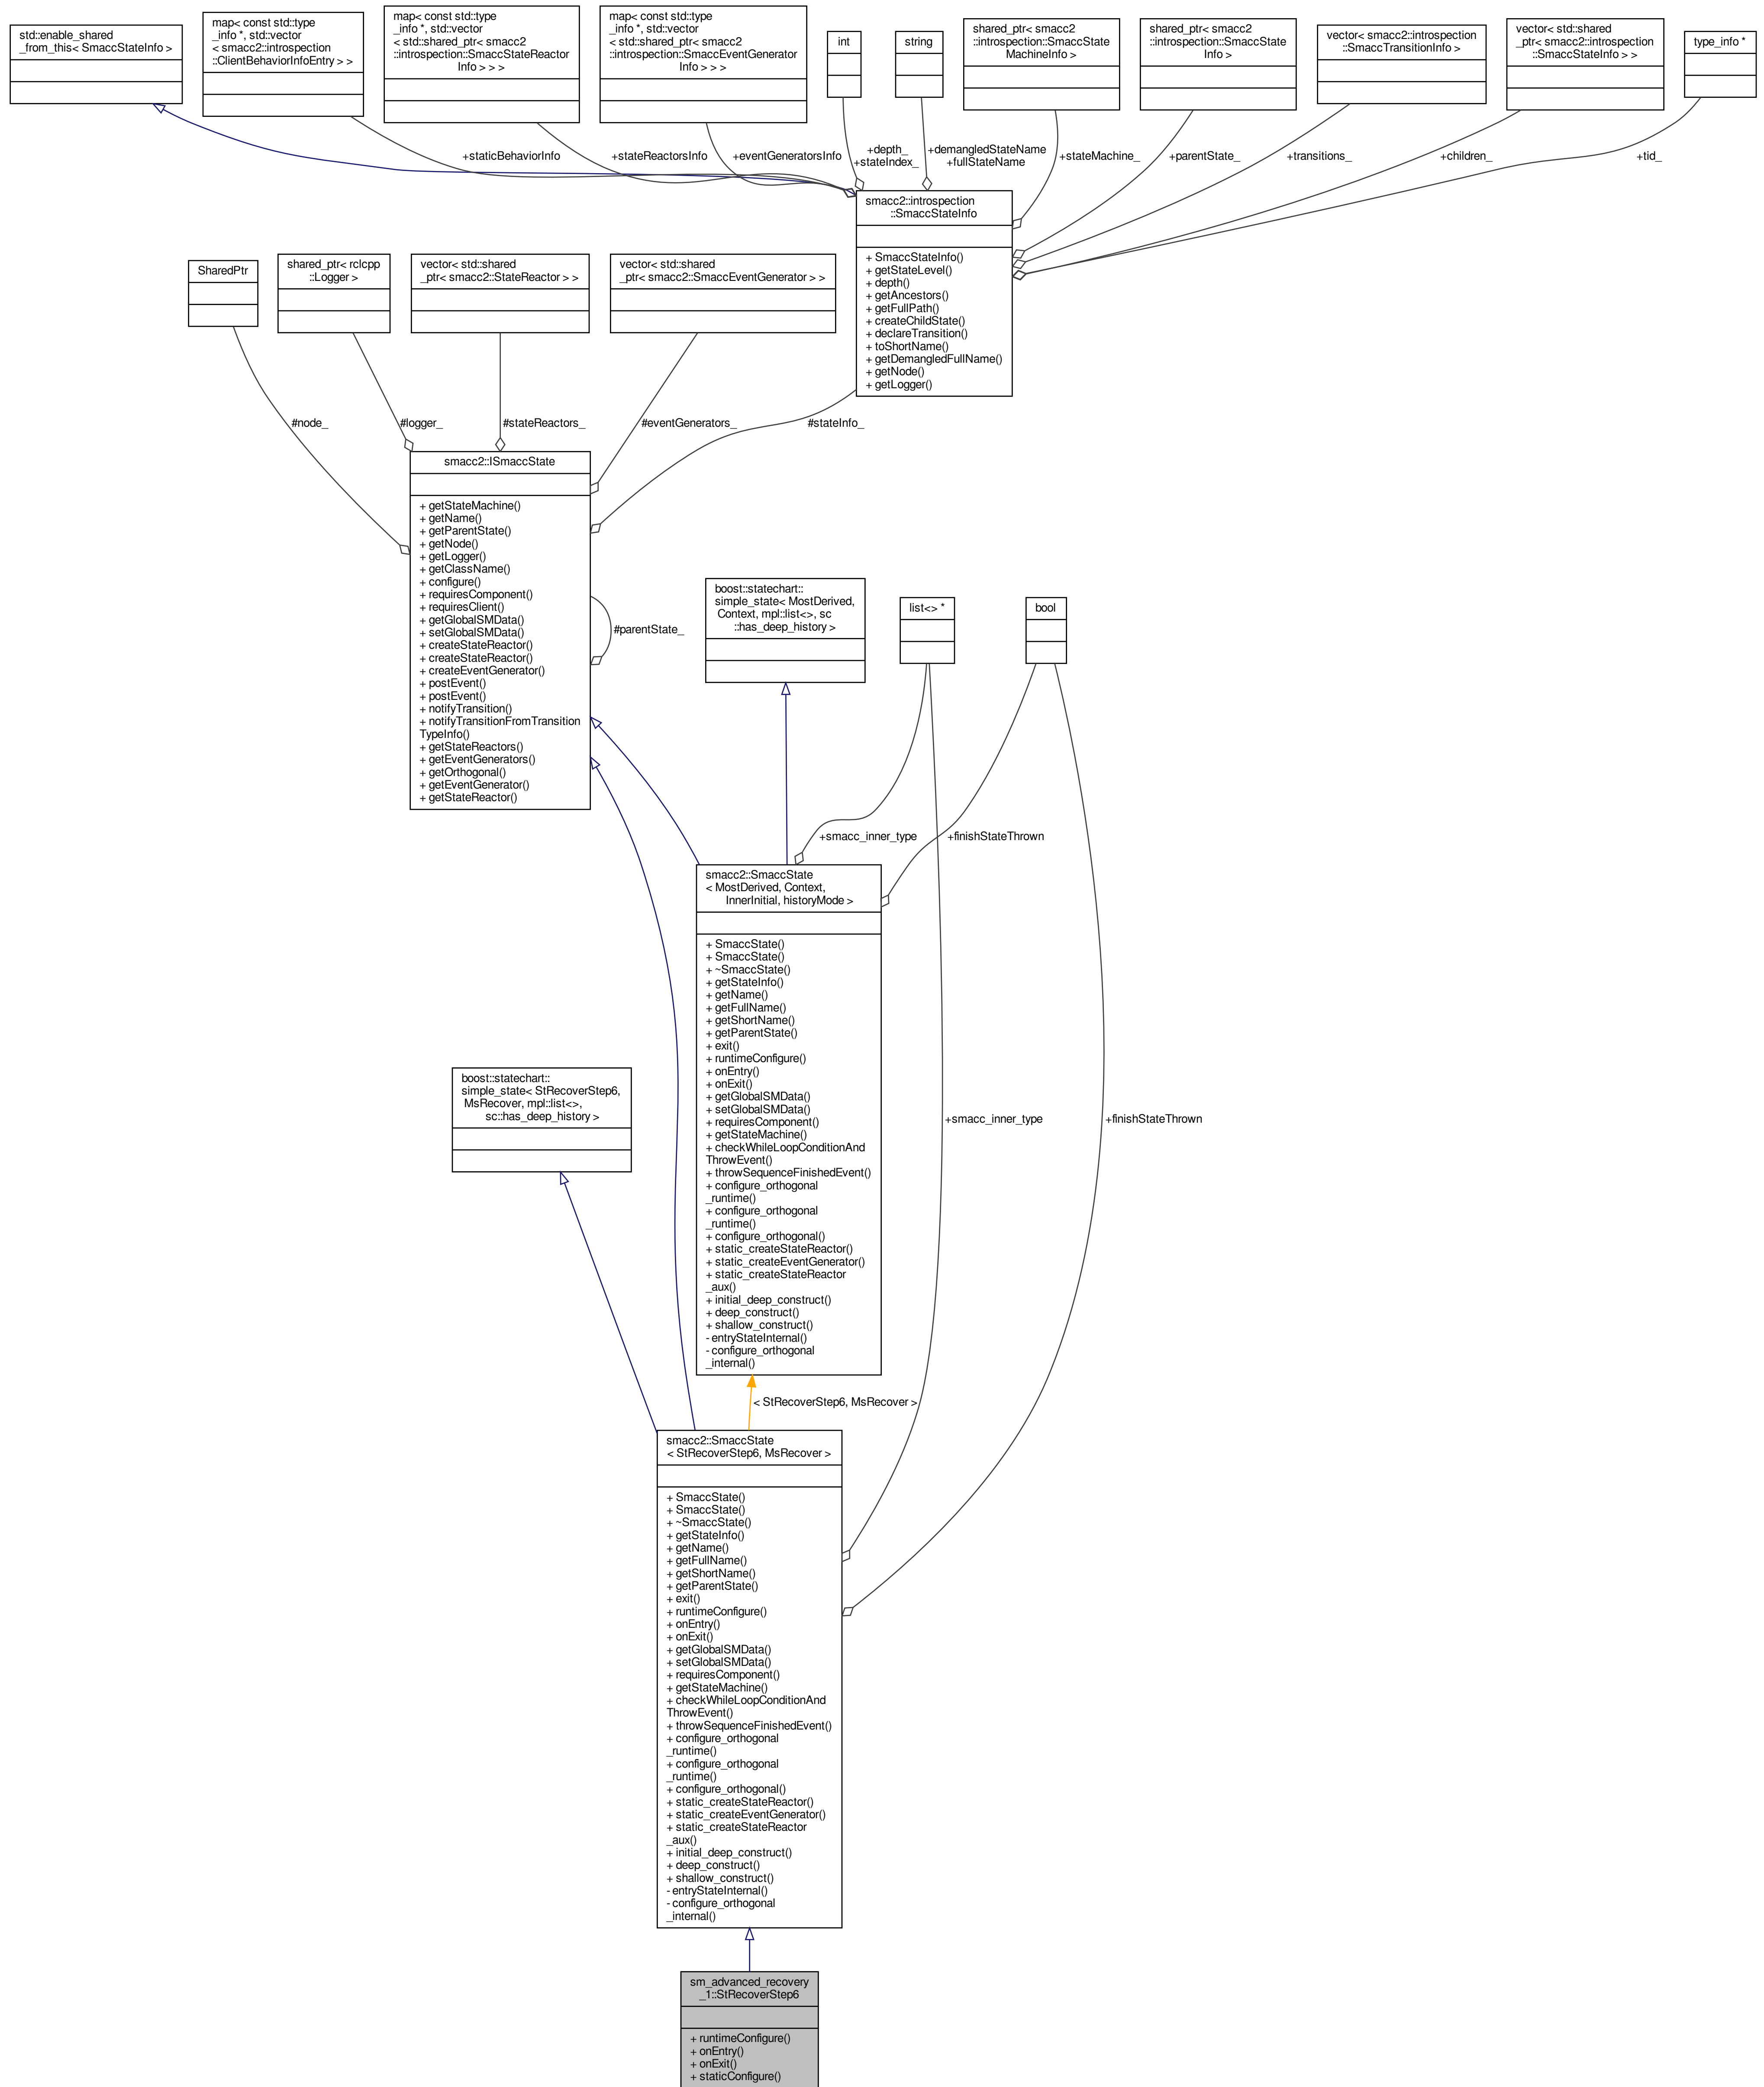 std::enable_shared
_from_this< SmaccStateInfo >
map< const std::type
_info *, std::vector
< smacc2::introspection
::ClientBehaviorInfoEntry > >
map< const std::type
_info *, std::vector
< std::shared_ptr< smacc2
::introspection::SmaccStateReactor
Info > > >
map< const std::type
_info *, std::vector
< std::shared_ptr< smacc2
::introspection::SmaccEventGenerator
Info > > >
int
string
shared_ptr< smacc2
::introspection::SmaccState
MachineInfo >
shared_ptr< smacc2
::introspection::SmaccState
Info >
vector< smacc2::introspection
::SmaccTransitionInfo >
vector< std::shared
_ptr< smacc2::introspection
::SmaccStateInfo > >
type_info *
+staticBehaviorInfo
+stateReactorsInfo
+eventGeneratorsInfo
+depth_
+stateIndex_
+demangledStateName
+fullStateName
+stateMachine_
+parentState_
+transitions_
+children_
+tid_
smacc2::introspection
::SmaccStateInfo
+ SmaccStateInfo()
+ getStateLevel()
+ depth()
+ getAncestors()
+ getFullPath()
+ createChildState()
+ declareTransition()
+ toShortName()
+ getDemangledFullName()
+ getNode()
+ getLogger()
SharedPtr
shared_ptr< rclcpp
::Logger >
vector< std::shared
_ptr< smacc2::StateReactor > >
vector< std::shared
_ptr< smacc2::SmaccEventGenerator > >
#node_
#logger_
#stateReactors_
#eventGenerators_
#stateInfo_
smacc2::ISmaccState
+ getStateMachine()
+ getName()
+ getParentState()
+ getNode()
+ getLogger()
+ getClassName()
+ configure()
+ requiresComponent()
+ requiresClient()
+ getGlobalSMData()
+ setGlobalSMData()
+ createStateReactor()
+ createStateReactor()
+ createEventGenerator()
+ postEvent()
+ postEvent()
+ notifyTransition()
+ notifyTransitionFromTransition
TypeInfo()
+ getStateReactors()
+ getEventGenerators()
+ getOrthogonal()
+ getEventGenerator()
+ getStateReactor()
#parentState_
boost::statechart::
simple_state< MostDerived,
Context, mpl::list<>, sc
::has_deep_history >
list<> *
bool
+smacc_inner_type
+finishStateThrown
smacc2::SmaccState
< MostDerived, Context,
InnerInitial, historyMode >
+ SmaccState()
+ SmaccState()
+ ~SmaccState()
+ getStateInfo()
+ getName()
+ getFullName()
+ getShortName()
+ getParentState()
+ exit()
+ runtimeConfigure()
+ onEntry()
+ onExit()
+ getGlobalSMData()
+ setGlobalSMData()
+ requiresComponent()
+ getStateMachine()
+ checkWhileLoopConditionAnd
ThrowEvent()
+ throwSequenceFinishedEvent()
+ configure_orthogonal
_runtime()
+ configure_orthogonal
_runtime()
+ configure_orthogonal()
+ static_createStateReactor()
+ static_createEventGenerator()
+ static_createStateReactor
_aux()
+ initial_deep_construct()
+ deep_construct()
+ shallow_construct()
- entryStateInternal()
- configure_orthogonal
_internal()
boost::statechart::
simple_state< StRecoverStep6,
MsRecover, mpl::list<>,
sc::has_deep_history >
+smacc_inner_type
+finishStateThrown
< StRecoverStep6, MsRecover >
smacc2::SmaccState
< StRecoverStep6, MsRecover >
+ SmaccState()
+ SmaccState()
+ ~SmaccState()
+ getStateInfo()
+ getName()
+ getFullName()
+ getShortName()
+ getParentState()
+ exit()
+ runtimeConfigure()
+ onEntry()
+ onExit()
+ getGlobalSMData()
+ setGlobalSMData()
+ requiresComponent()
+ getStateMachine()
+ checkWhileLoopConditionAnd
ThrowEvent()
+ throwSequenceFinishedEvent()
+ configure_orthogonal
_runtime()
+ configure_orthogonal
_runtime()
+ configure_orthogonal()
+ static_createStateReactor()
+ static_createEventGenerator()
+ static_createStateReactor
_aux()
+ initial_deep_construct()
+ deep_construct()
+ shallow_construct()
- entryStateInternal()
- configure_orthogonal
_internal()
sm_advanced_recovery
_1::StRecoverStep6
+ runtimeConfigure()
+ onEntry()
+ onExit()
+ staticConfigure()